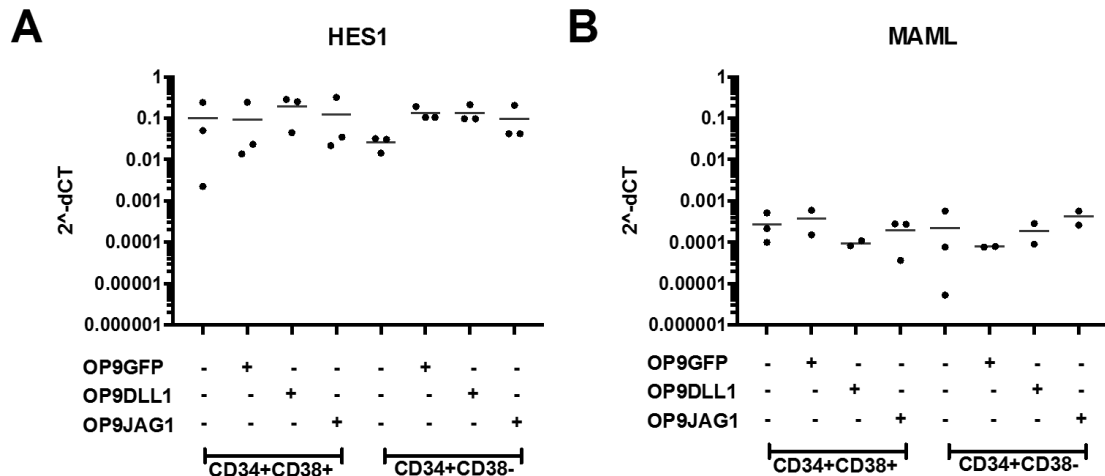 A
HES1
2^-dCT
1
0.1
0.01
0.001
0.0001
0.00001
0.000001
OP9GFP - + - - - + - -
OP9DLL1 - - + - - - + -
OP9JAG1 - - - + - - - +
CD34+CD38+ CD34+CD38-
B
MAML
2^-dCT
1
0.1
0.01
0.001
0.0001
0.00001
0.000001
OP9GFP - + - - - + - -
OP9DLL1 - - + - - - + -
OP9JAG1 - - - + - - - +
CD34+CD38+ CD34+CD38-